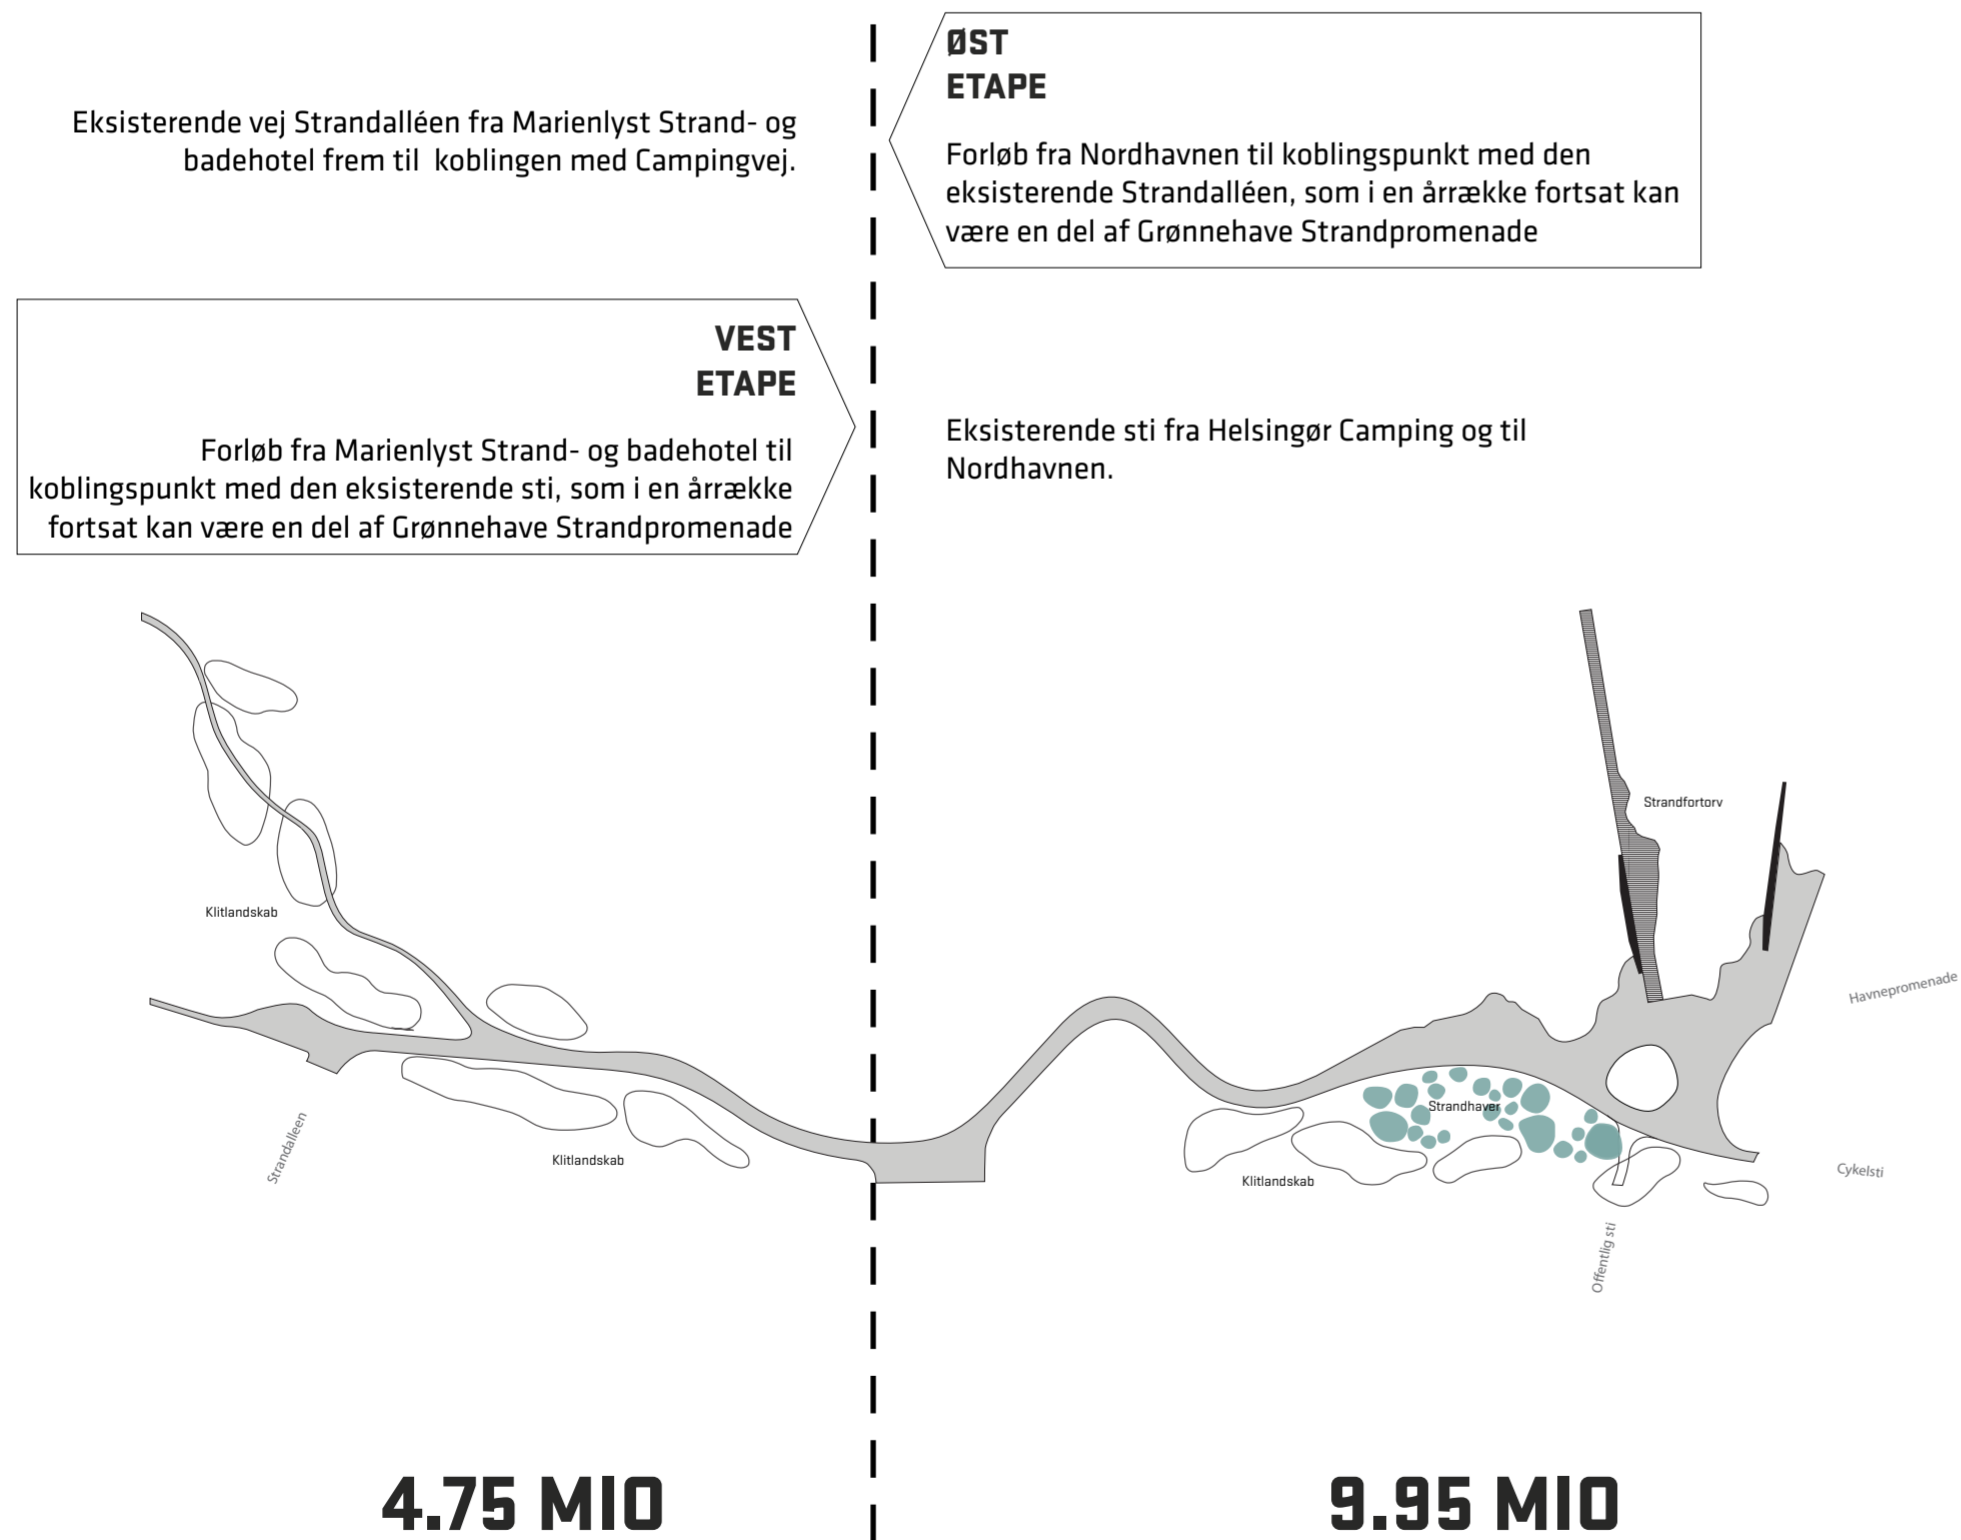 Eksisterende vej Strandalléen fra Marienlyst Strand- og
badehotel frem til koblingen med Campingvej.
ØST
ETAPE
Forløb fra Nordhavnen til koblingspunkt med den
eksisterende Strandalléen, som i en årrække fortsat kan
være en del af Grønnehave Strandpromenade
VEST
ETAPE
Forløb fra Marienlyst Strand- og badehotel til
koblingspunkt med den eksisterende sti, som i en årrække
fortsat kan være en del af Grønnehave Strandpromenade
Eksisterende sti fra Helsingør Camping og til
Nordhavnen.
Strandfortorv
Klitlandskab
Havnepromenade
Strandhaver
Strandalleen
Klitlandskab
Klitlandskab
Cykelsti
Offentlig sti
4.75 MIO
9.95 MIO